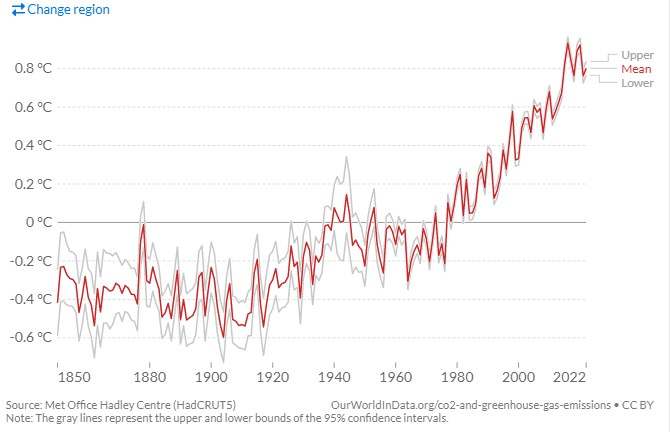 Change region
0.8 °C
0.6 °C
0.4 °C
0.2 °C
0 °C
-0.2 °C
-0.4 °C
-0.6 °C
Upper
Mean
Lower
1850 1880 1900 1920 1940 1960 1980 2000 2022
Source: Met Office Hadley Centre (HadCRUT5) OurWorldInData.org/co2-and-greenhouse-gas-emissions • CC BY
Note: The gray lines represent the upper and lower bounds of the 95% confidence intervals.